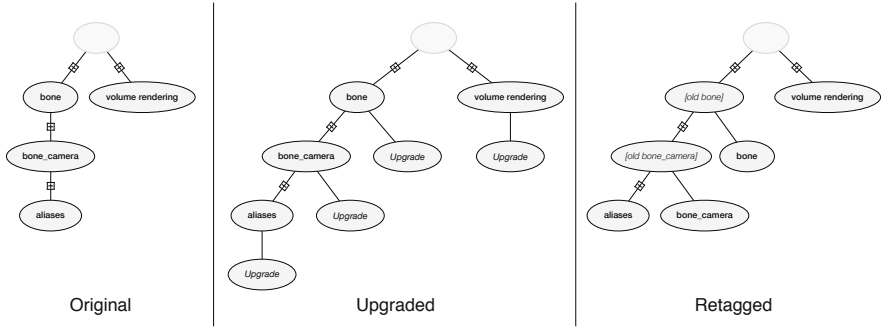 bone
volume rendering
bone_camera
aliases
Original
bone
volume rendering
bone_camera
Upgrade
Upgrade
aliases
Upgrade
Upgrade
Upgraded
[old bone]
volume rendering
[old bone_camera]
bone
aliases
bone_camera
Retagged